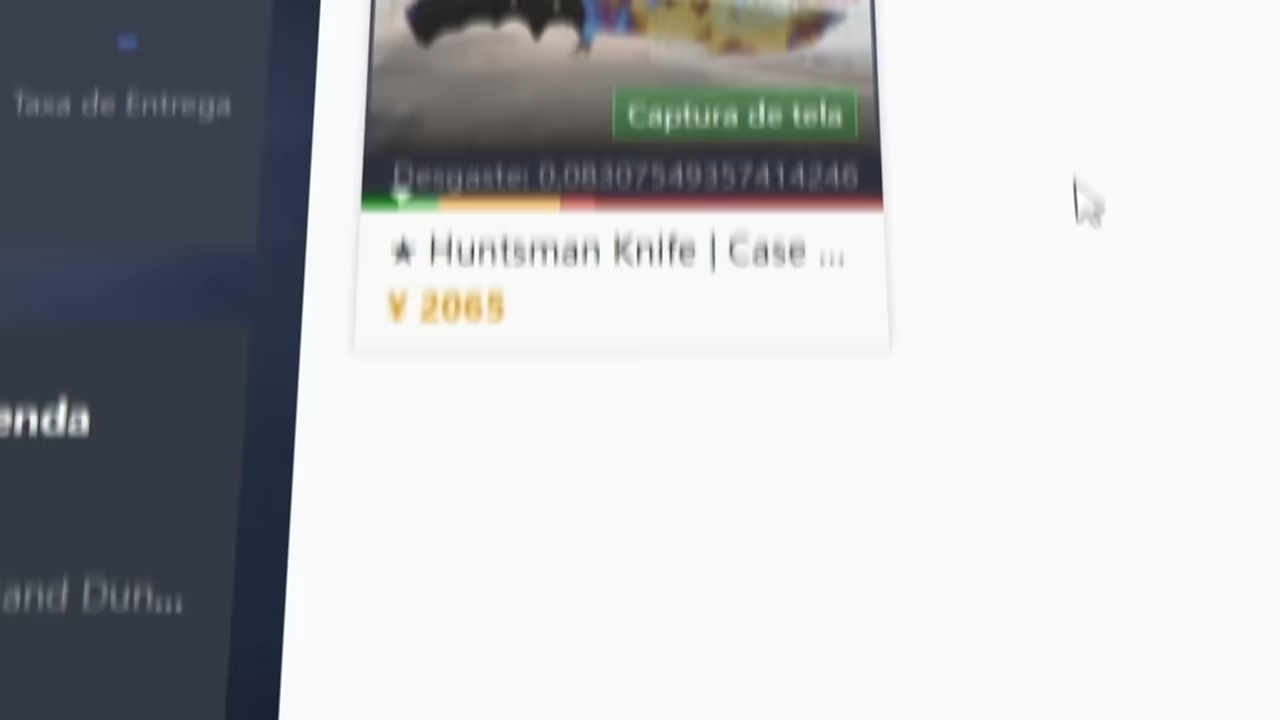 Taxa de Entrega
Captura de tela
Desgaste: 0,08307549357414246
★ Huntsman Knife | Case ...
¥ 2065
enda
and Dun...